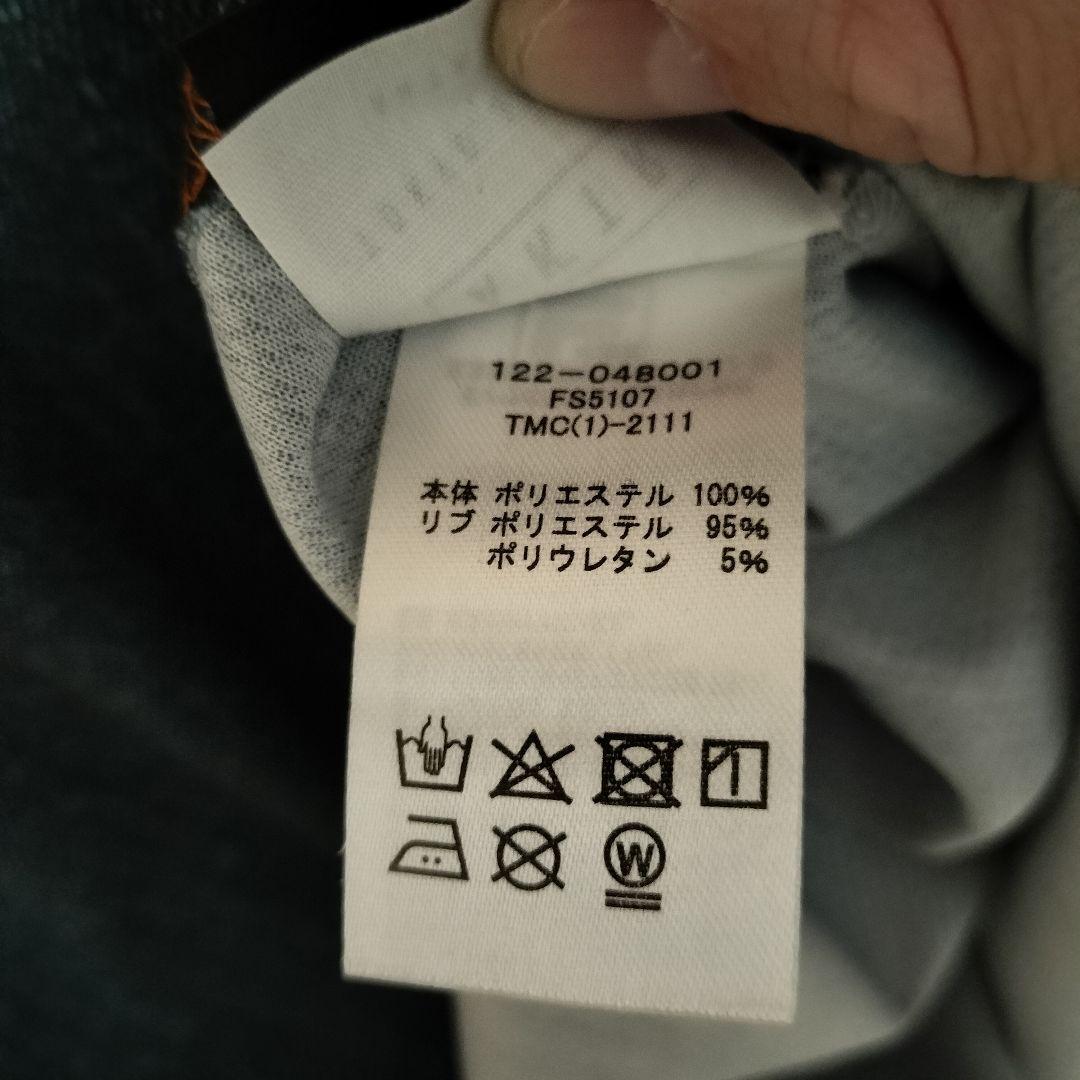 122-048001
FS5107
TMC(1)-2111
本体 ポリエステル 100%
リブ ポリエステル 95%
ポリウレタン 5%
W